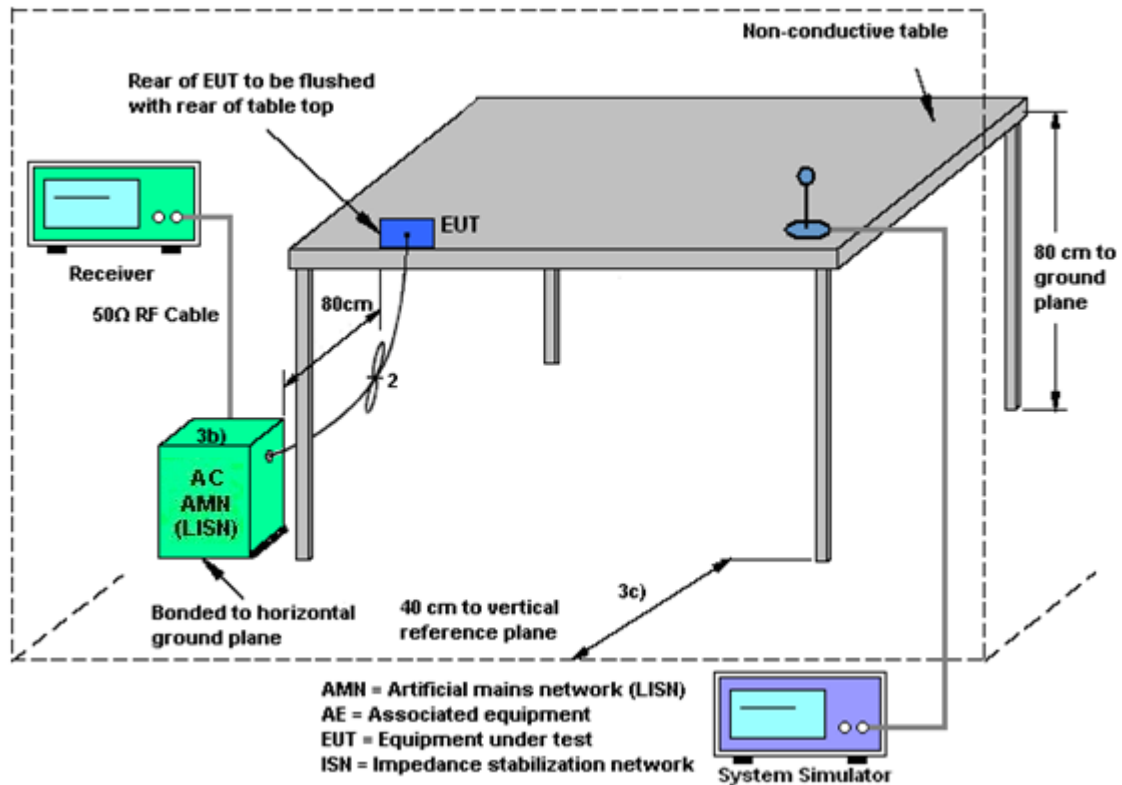 Non-conductive table
Rear of EUT to be flushed
with rear of table top
EUT
Receiver
80cm
80 cm to
ground
plane
50Ω RF Cable
2
3b)
AC
AMN
(LISN)
3c)
Bonded to horizontal
ground plane
40 cm to vertical
reference plane
AMN = Artificial mains network (LISN)
AE = Associated equipment
EUT = Equipment under test
ISN = Impedance stabilization network
System Simulator